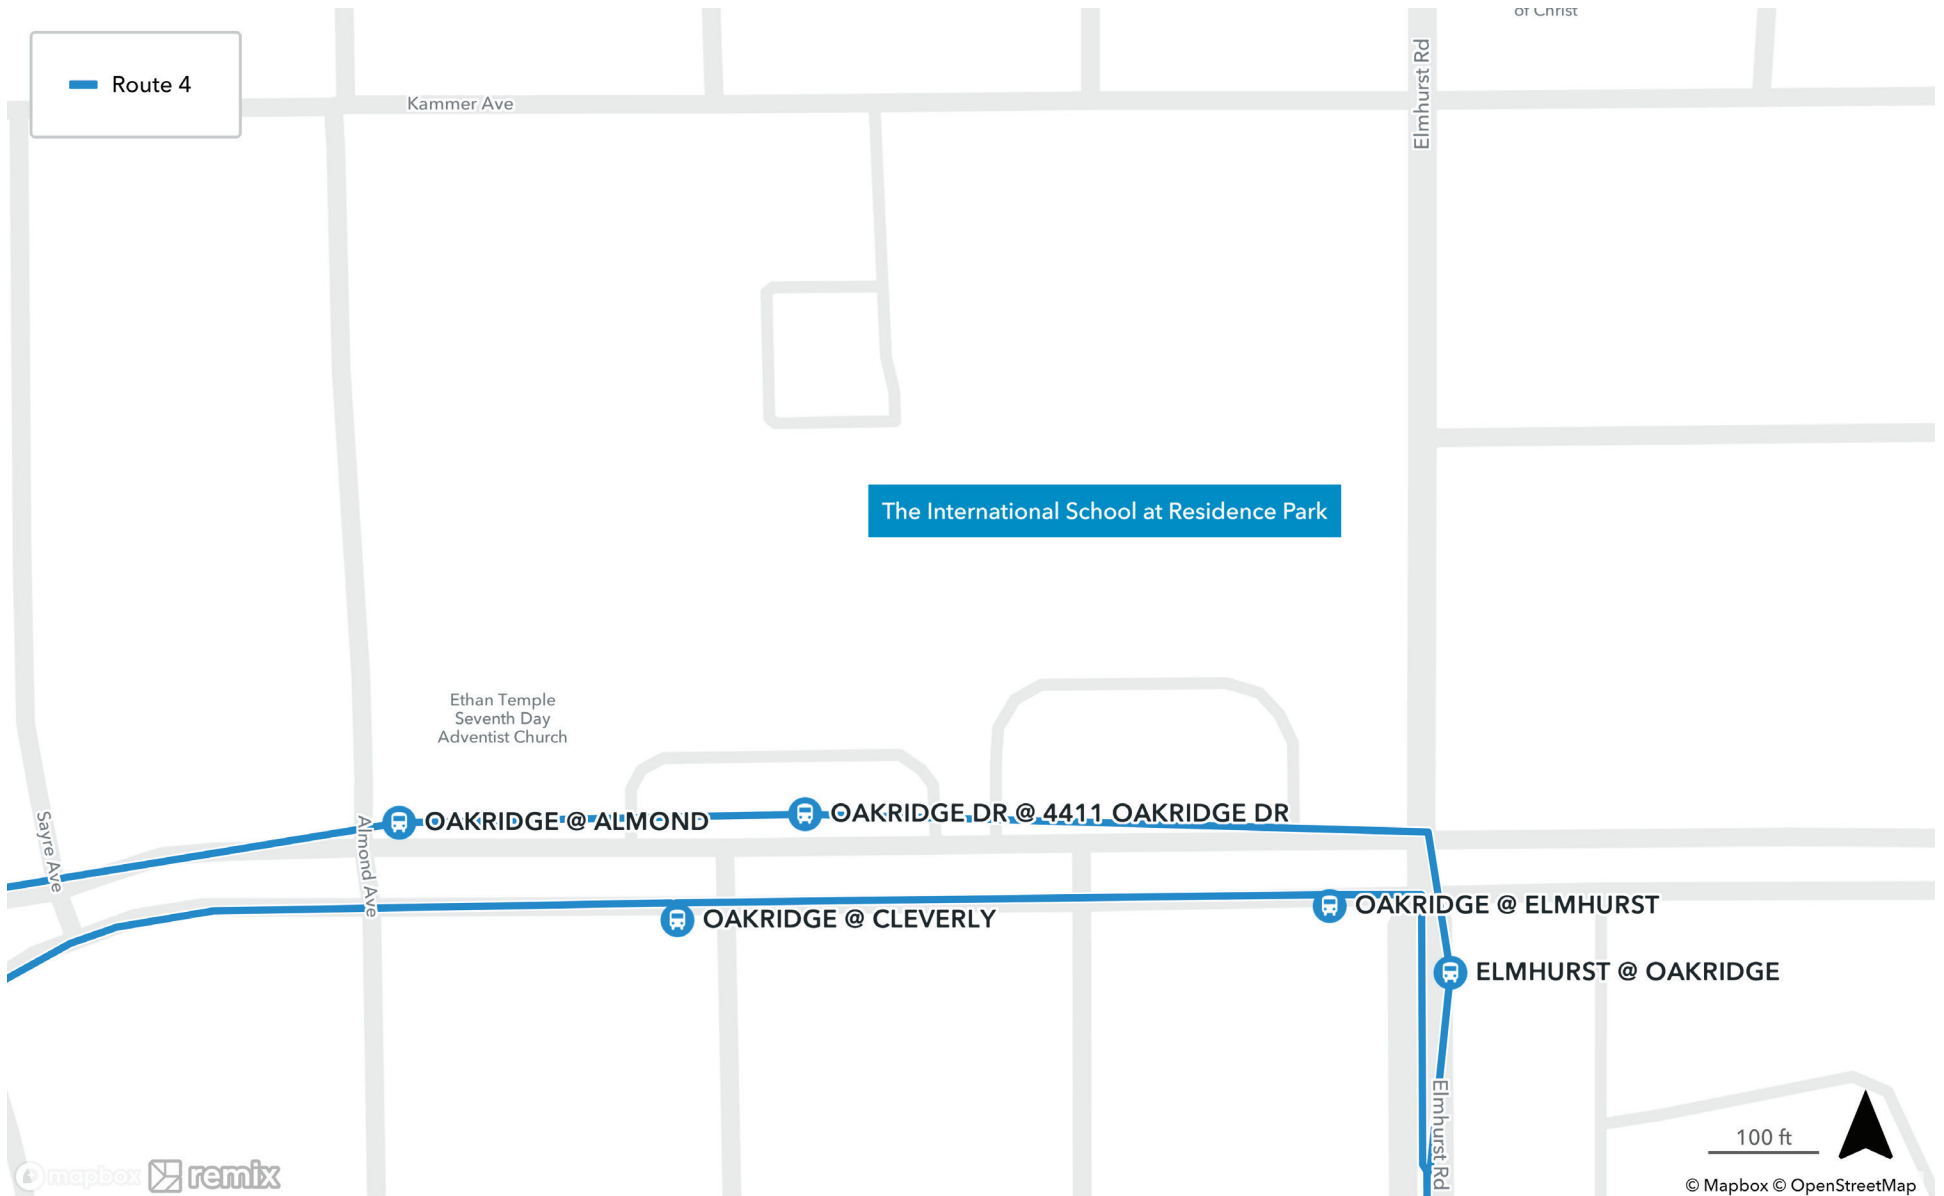 of Christ
Route 4
Kammer Ave
Elmhurst Rd
The International School at Residence Park
Ethan Temple
Seventh Day
Adventist Church
Sayre Ave
Almond Ave
OAKRIDGE @ ALMOND
OAKRIDGE DR @ 4411 OAKRIDGE DR
OAKRIDGE @ CLEVERLY
OAKRIDGE @ ELMHURST
ELMHURST @ OAKRIDGE
Elmhurst Rd
100 ft
mapbox remix
© Mapbox © OpenStreetMap